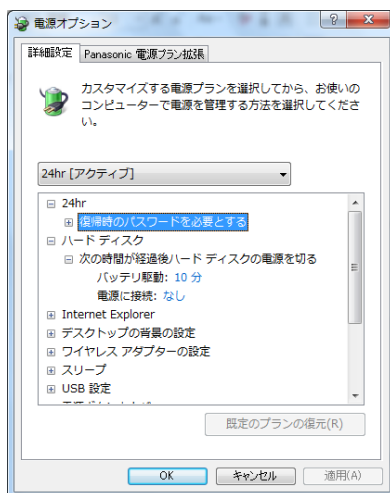 電源オプション
詳細設定 Panasonic 電源プラン拡張
カスタマイズする電源プランを選択してから、お使いの
コンピューターで電源を管理する方法を選択してくださ
い。
24hr [アクティブ]
24hr
復帰時のパスワードを必要とする
ハード ディスク
次の時間が経過後ハード ディスクの電源を切る
バッテリ駆動: 10 分
電源に接続: なし
Internet Explorer
デスクトップの背景の設定
ワイヤレス アダプターの設定
スリープ
USB 設定
既定のプランの復元(R)
OK キャンセル 適用(A)